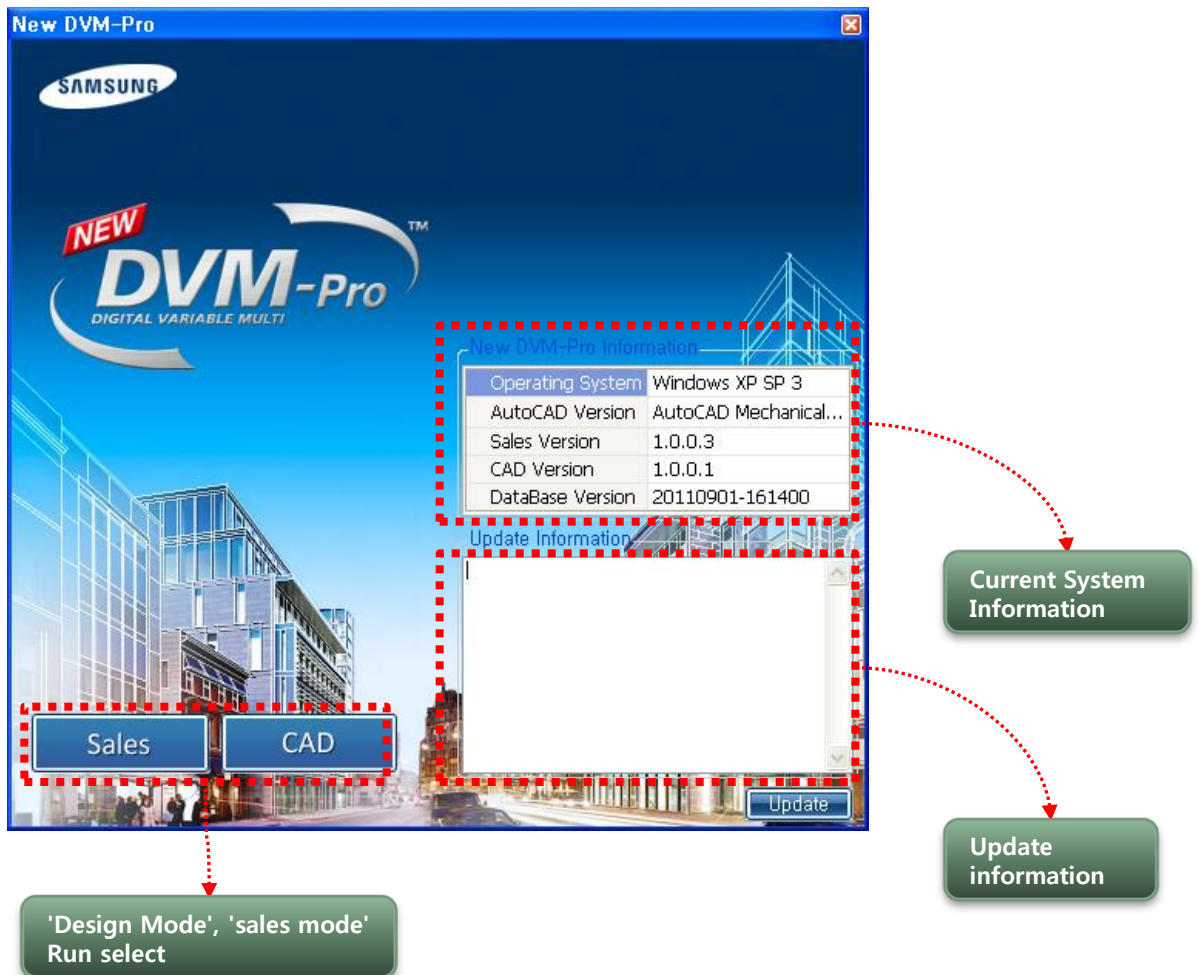 New DVM-Pro
SAMSUNG
NEW
TM
DVM-Pro
DIGITAL VARIABLE MULTI
New DVM-Pro Information
Operating System Windows XP SP 3
AutoCAD Version AutoCAD Mechanical...
Sales Version 1.0.0.3
CAD Version 1.0.0.1
DataBase Version 20110901-161400
Update Information
Current System
Information
Sales
CAD
Update
Update
information
'Design Mode', 'sales mode'
Run select